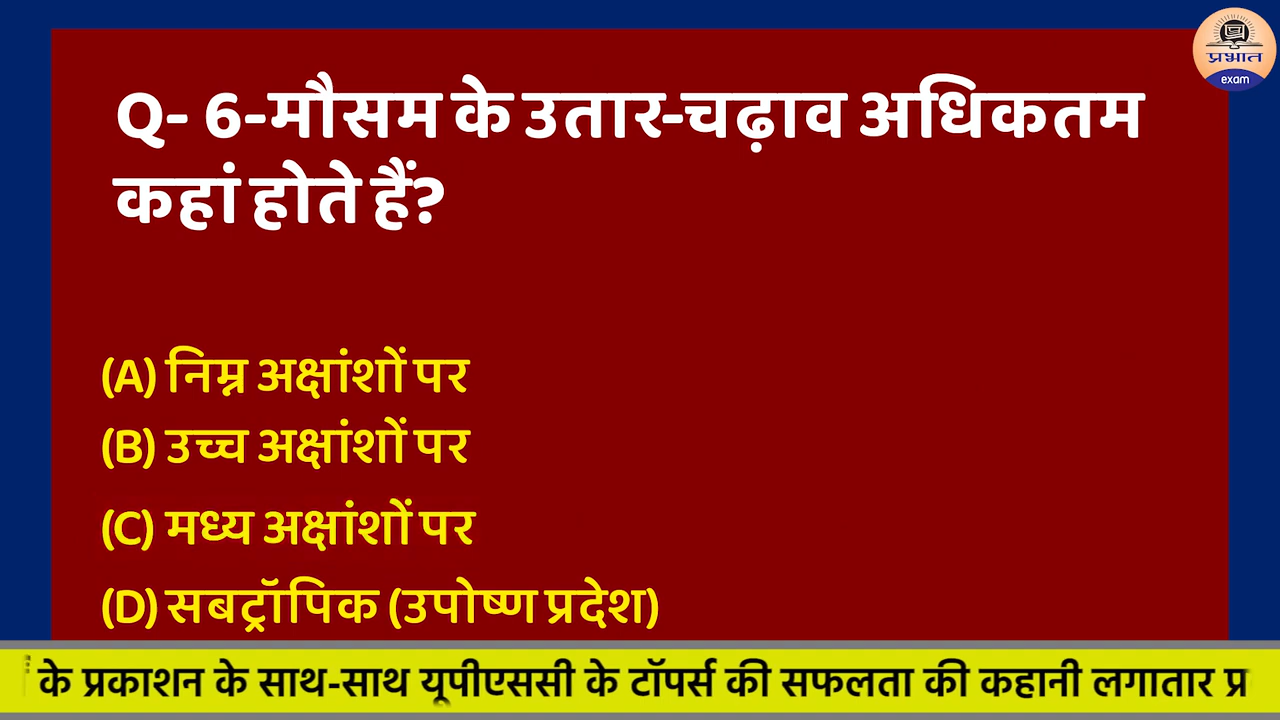 प्रभात
exam
Q- 6-मौसम के उतार-चढ़ाव अधिकतम
कहां होते हैं?
(A) निम्न अक्षांशों पर
(B) उच्च अक्षांशों पर
(C) मध्य अक्षांशों पर
(D) सबट्रॉपिक (उपोष्ण प्रदेश)
के प्रकाशन के साथ-साथ यूपीएससी के टॉपर्स की सफलता की कहानी लगातार प्र